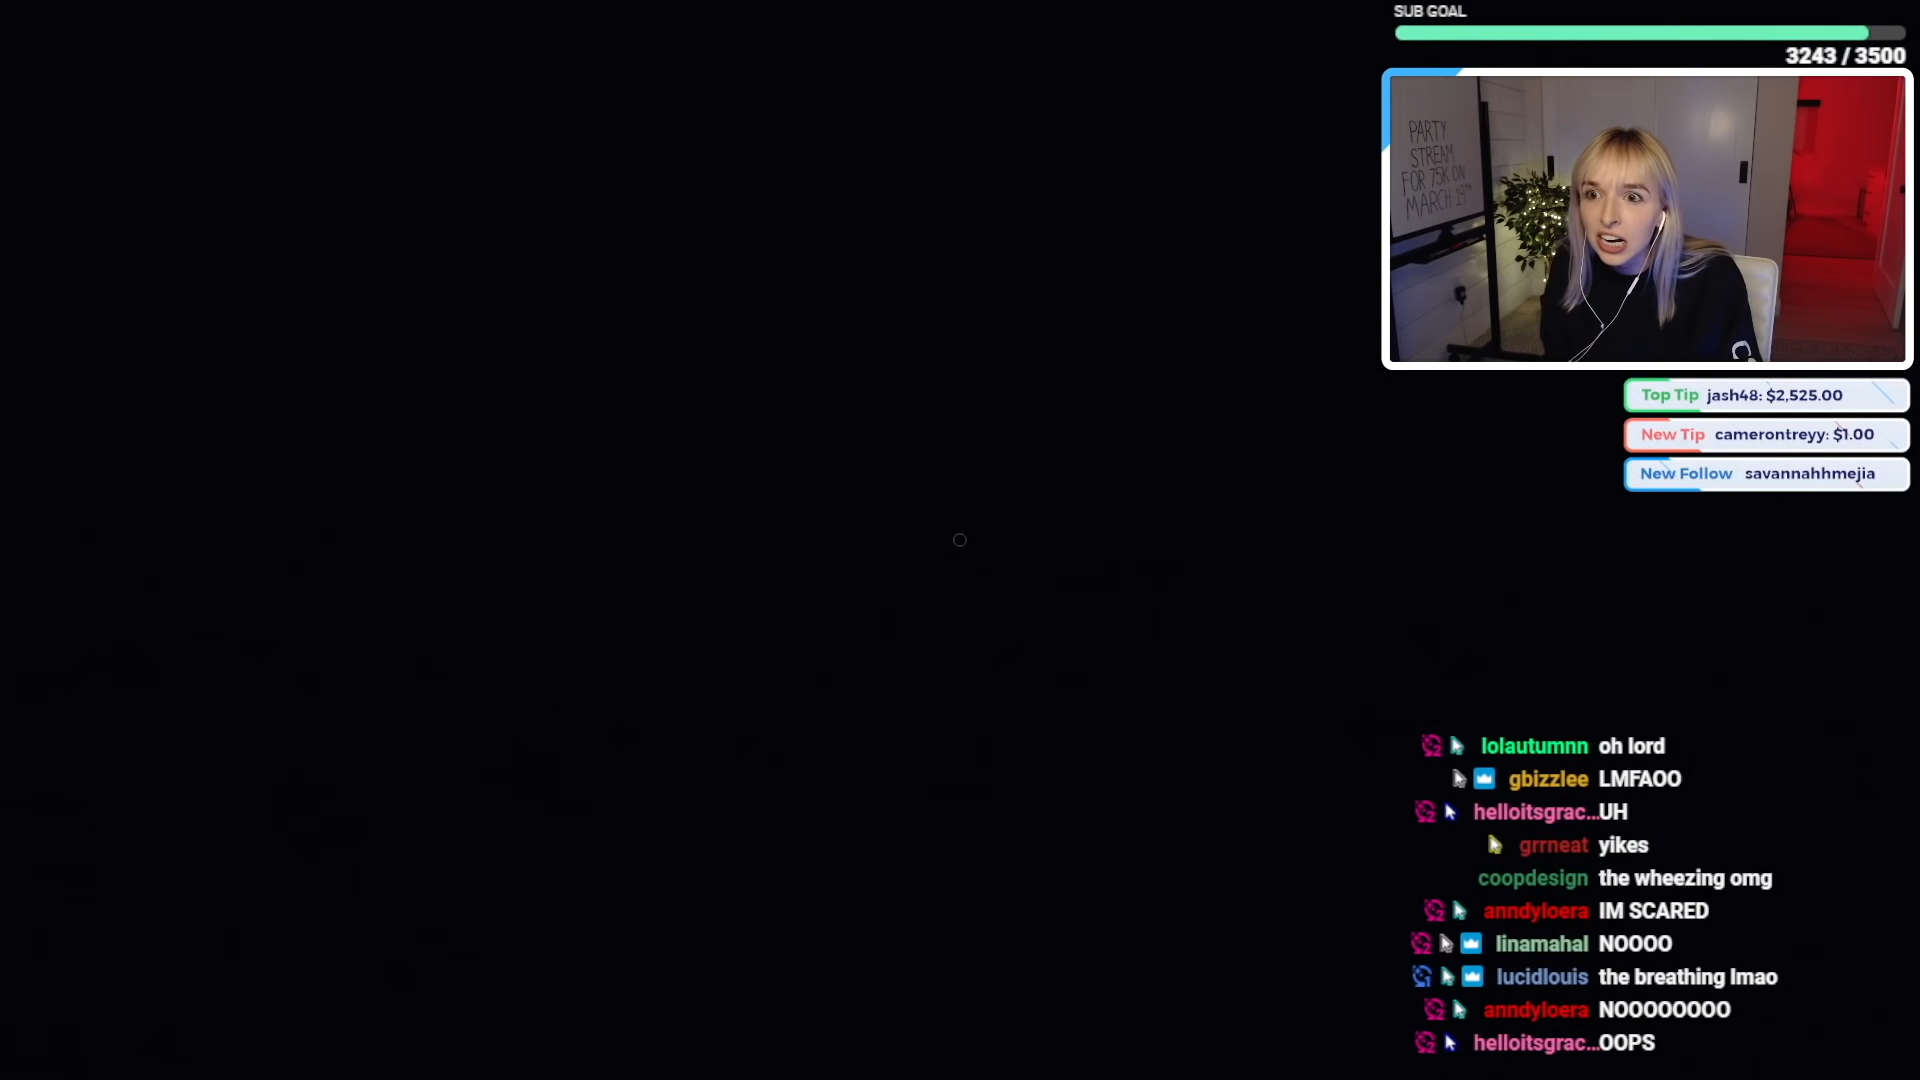 SUB GOAL
3243 / 3500
PARTY
STREAM
FOR 75K ON
MARCH 19TH
Top Tip jash48: $2,525.00
New Tip camerontreyy: $1.00
New Follow savannahhmejia
lolautumnn oh lord
gbizzlee LMFAOO
helloitsgrac...UH
grrneat yikes
coopdesign the wheezing omg
anndyloera IM SCARED
linamahal NOOOO
lucidlouis the breathing lmao
anndyloera NOOOOOOOO
helloitsgrac...OOPS